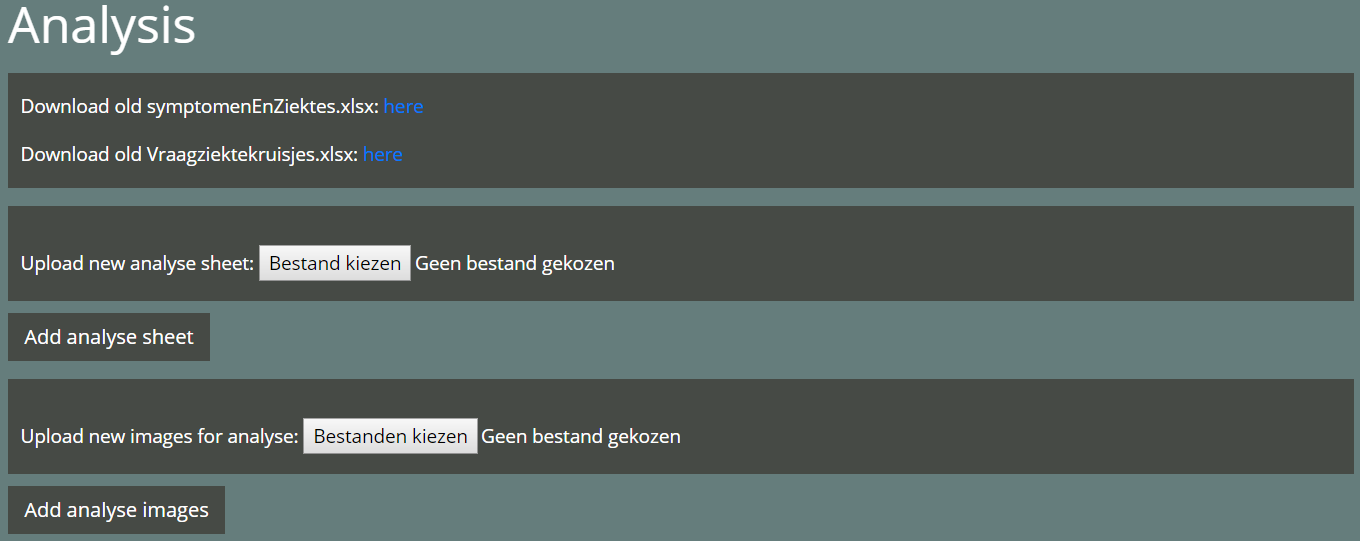 Analysis
Download old symptomenEnZiektes.xlsx: here
Download old Vraagziektekruisjes.xlsx: here
Upload new analyse sheet: Bestand kiezen Geen bestand gekozen
Add analyse sheet
Upload new images for analyse: Bestanden kiezen Geen bestand gekozen
Add analyse images